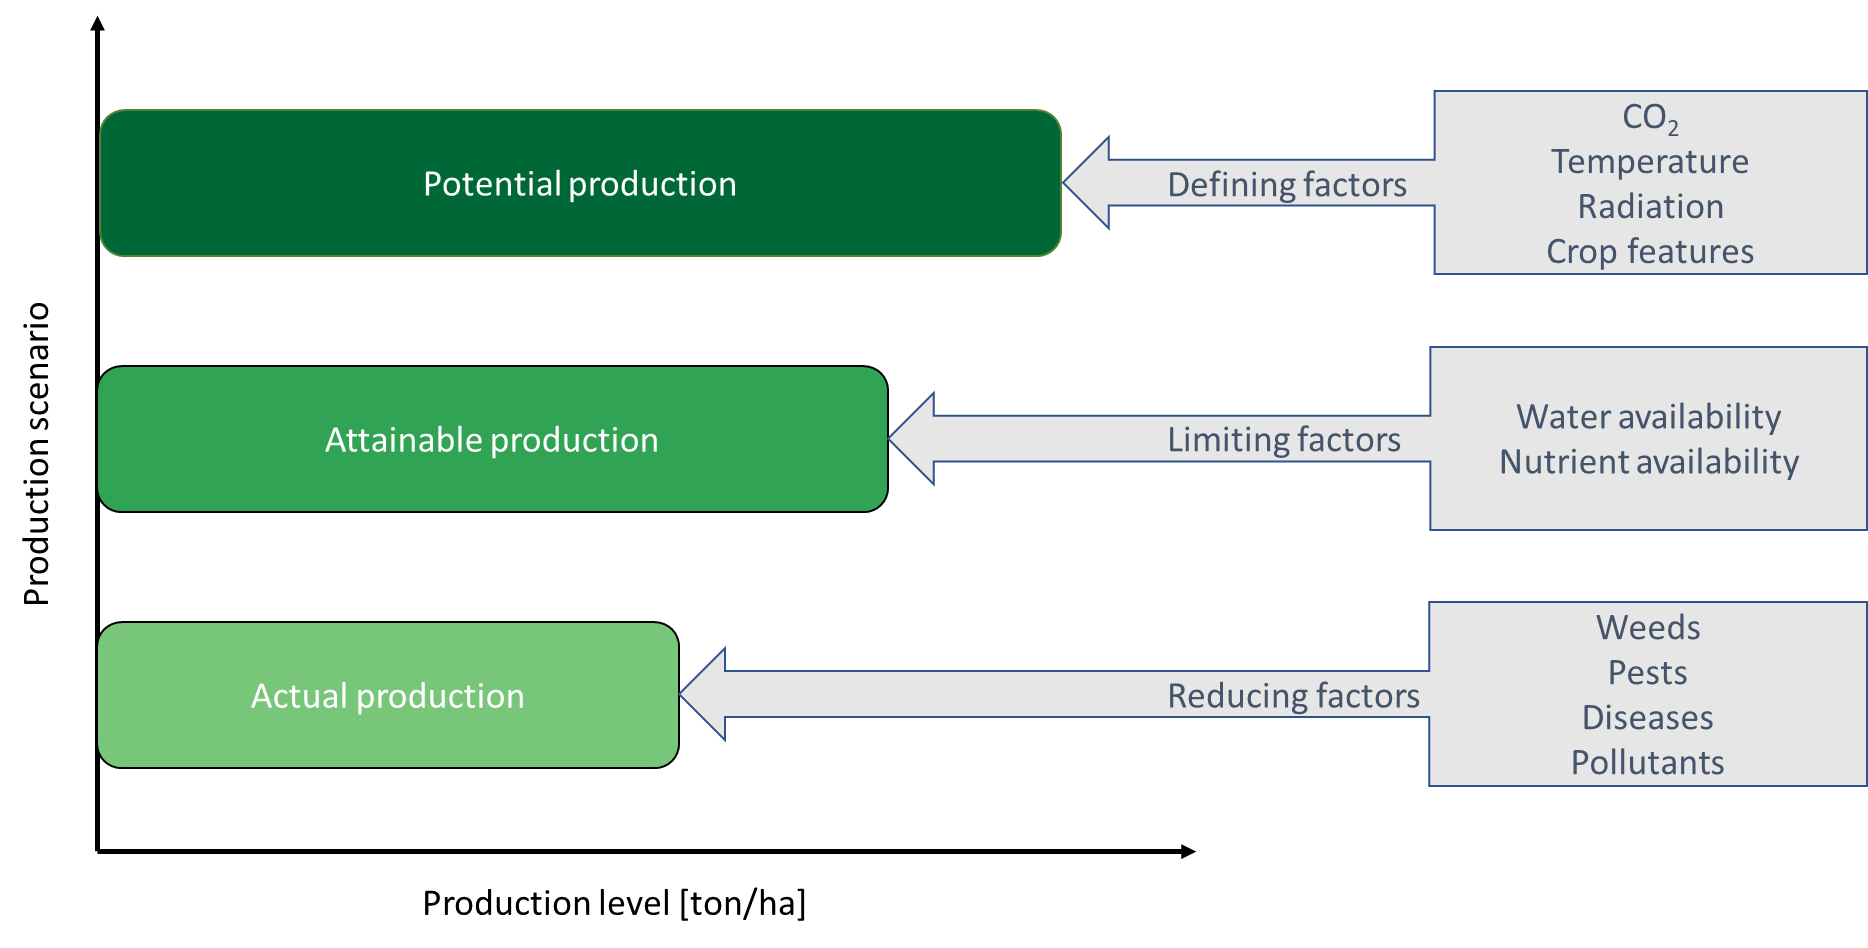 Production scenario
Potential production
Defining factors
CO₂
Temperature
Radiation
Crop features
Attainable production
Limiting factors
Water availability
Nutrient availability
Actual production
Reducing factors
Weeds
Pests
Diseases
Pollutants
Production level [ton/ha]